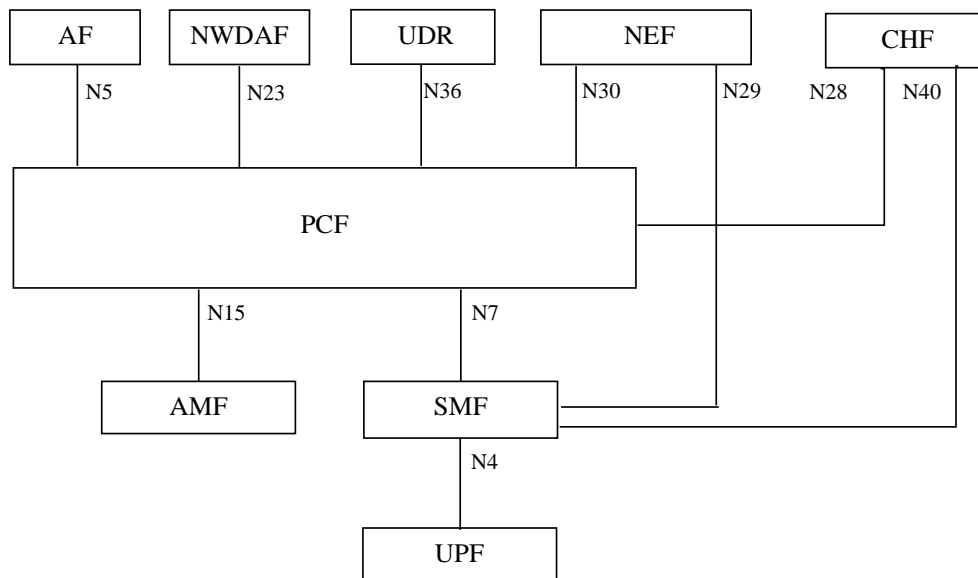 AF
NWDAF
UDR
NEF
CHF
N5
N23
N36
N30
N29
N28
N40
PCF
N15
N7
AMF
SMF
N4
UPF